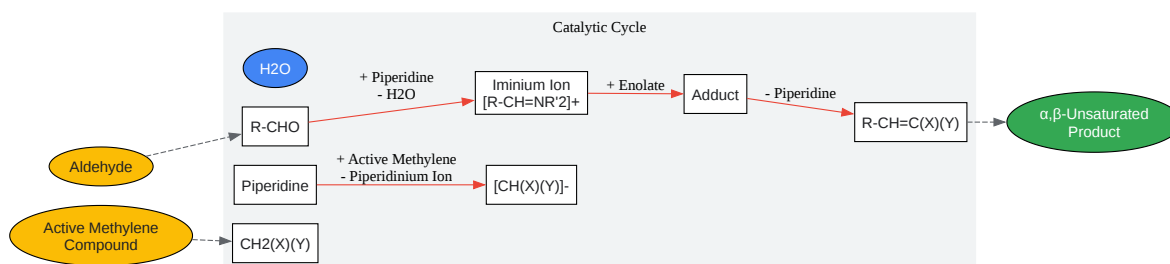 Catalytic Cycle
H2O
+ Piperidine
- H2O
Iminium Ion
[R-CH=NR'2]+
+ Enolate
Adduct
- Piperidine
R-CHO
R-CH=C(X)(Y)
α,β-Unsaturated
Product
Aldehyde
+ Active Methylene
- Piperidinium Ion
Piperidine
[CH(X)(Y)]-
Active Methylene
Compound
CH2(X)(Y)